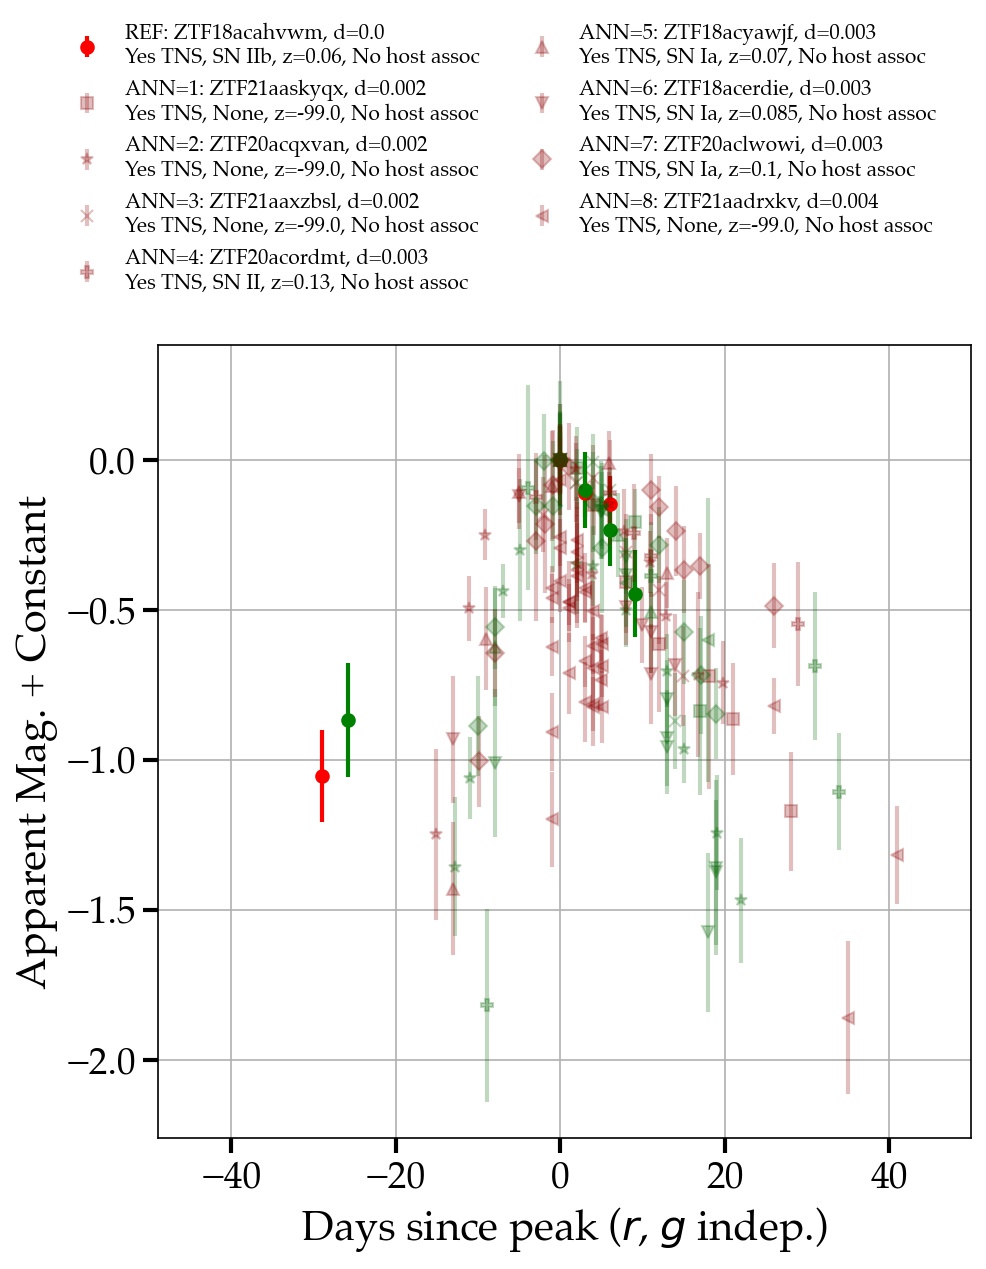 REF: ZTF18acahvwm, d=0.0
Yes TNS, SN IIb, z=0.06, No host assoc
ANN=1: ZTF21aaskyqx, d=0.002
Yes TNS, None, z=-99.0, No host assoc
ANN=2: ZTF20acqxvan, d=0.002
Yes TNS, None, z=-99.0, No host assoc
ANN=3: ZTF21aaxzbsl, d=0.002
Yes TNS, None, z=-99.0, No host assoc
ANN=4: ZTF20acordmt, d=0.003
Yes TNS, SN II, z=0.13, No host assoc
ANN=5: ZTF18acyawjf, d=0.003
Yes TNS, SN Ia, z=0.07, No host assoc
ANN=6: ZTF18acerdie, d=0.003
Yes TNS, SN Ia, z=0.085, No host assoc
ANN=7: ZTF20aclwowi, d=0.003
Yes TNS, SN Ia, z=0.1, No host assoc
ANN=8: ZTF21aadrxkv, d=0.004
Yes TNS, None, z=-99.0, No host assoc
Apparent Mag. + Constant
0.0
−0.5
−1.0
−1.5
−2.0
−40 −20 0 20 40
Days since peak (r, g indep.)